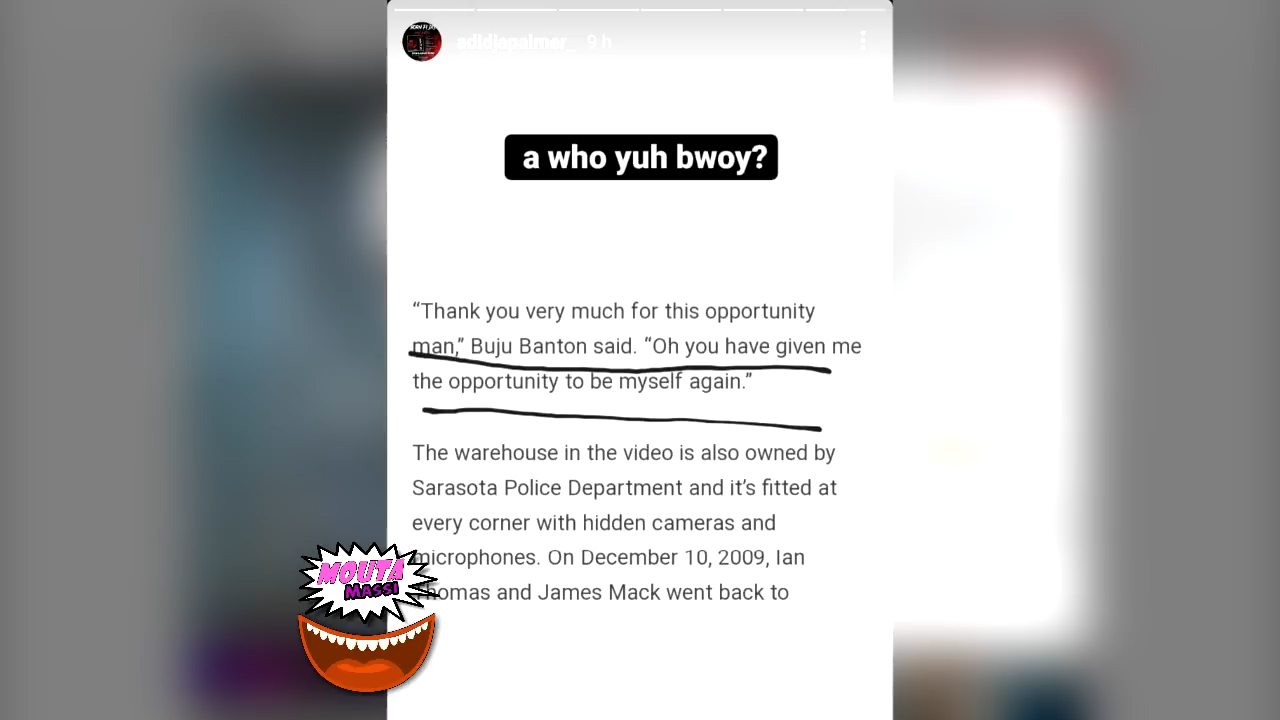 adidjapalmer_ 9 h
a who yuh bwoy?
“Thank you very much for this opportunity
man,” Buju Banton said. “Oh you have given me
the opportunity to be myself again.”
The warehouse in the video is also owned by
Sarasota Police Department and it’s fitted at
every corner with hidden cameras and
microphones. On December 10, 2009, Ian
Thomas and James Mack went back to
MOUTA
MASSI